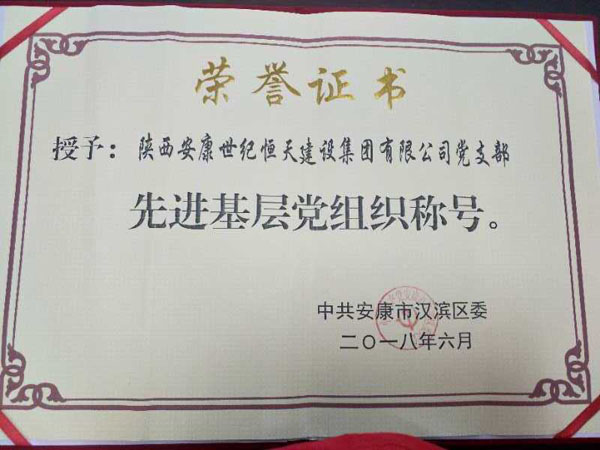 荣誉证书
授予：陕西安康世纪恒天建设集团有限公司党支部
先进基层党组织称号。
中共安康市汉滨区委
二〇一八年六月